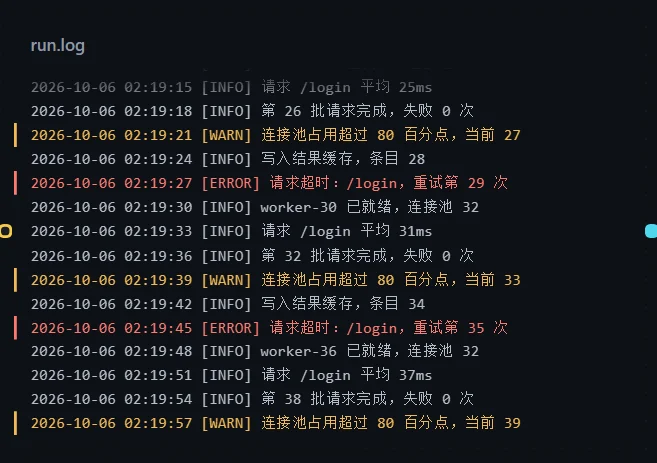 run.log
2026-10-06 02:19:15 [INFO] 请求 /login 平均 25ms
2026-10-06 02:19:18 [INFO] 第 26 批请求完成，失败 0 次
2026-10-06 02:19:21 [WARN] 连接池占用超过 80 百分点，当前 27
2026-10-06 02:19:24 [INFO] 写入结果缓存，条目 28
2026-10-06 02:19:27 [ERROR] 请求超时：/login，重试第 29 次
2026-10-06 02:19:30 [INFO] worker-30 已就绪，连接池 32
2026-10-06 02:19:33 [INFO] 请求 /login 平均 31ms
2026-10-06 02:19:36 [INFO] 第 32 批请求完成，失败 0 次
2026-10-06 02:19:39 [WARN] 连接池占用超过 80 百分点，当前 33
2026-10-06 02:19:42 [INFO] 写入结果缓存，条目 34
2026-10-06 02:19:45 [ERROR] 请求超时：/login，重试第 35 次
2026-10-06 02:19:48 [INFO] worker-36 已就绪，连接池 32
2026-10-06 02:19:51 [INFO] 请求 /login 平均 37ms
2026-10-06 02:19:54 [INFO] 第 38 批请求完成，失败 0 次
2026-10-06 02:19:57 [WARN] 连接池占用超过 80 百分点，当前 39